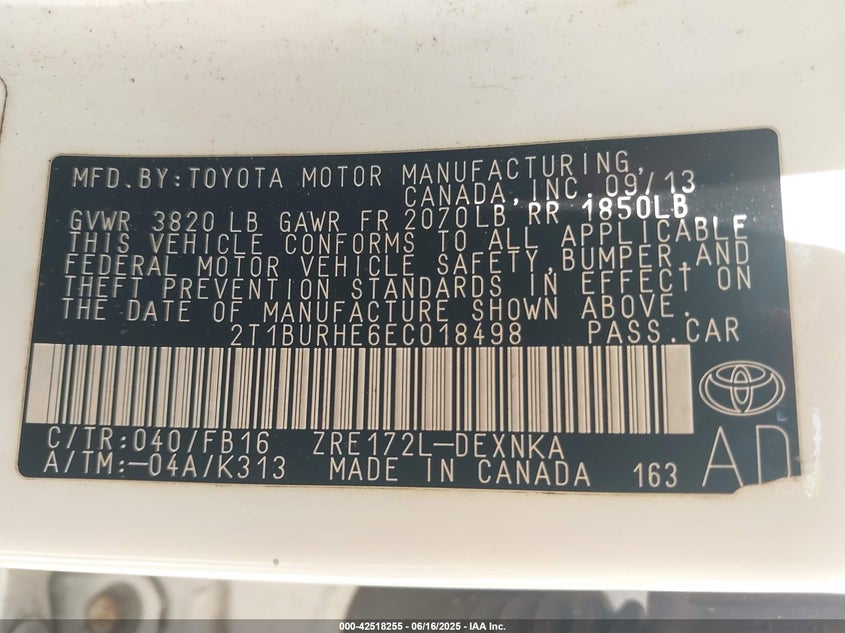 MFD.BY:TOYOTA MOTOR MANUFACTURING,
CANADA,INC. 09/13
GVWR 3820 LB GAWR FR 2070LB,RR 1850LB
THIS VEHICLE CONFORMS TO ALL APPLICABLE
FEDERAL MOTOR VEHICLE SAFETY,BUMPER,AND
THEFT PREVENTION STANDARDS IN EFFECT ON
THE DATE OF MANUFACTURE SHOWN ABOVE.
2T1BURHE6EC018498 PASS.CAR
C/TR:040/FB16 ZRE172L-DEXNKA
A/TM:-04A/K313 MADE IN CANADA 163 AD
000-42518255 - 06/16/2025 - IAA Inc.